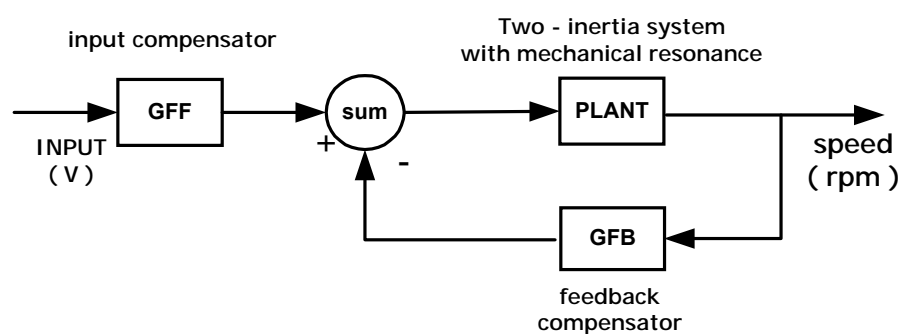 input compensator
Two - inertia system
with mechanical resonance
GFF
sum
PLANT
+
-
INPUT
( V )
speed
( rpm )
GFB
feedback
compensator